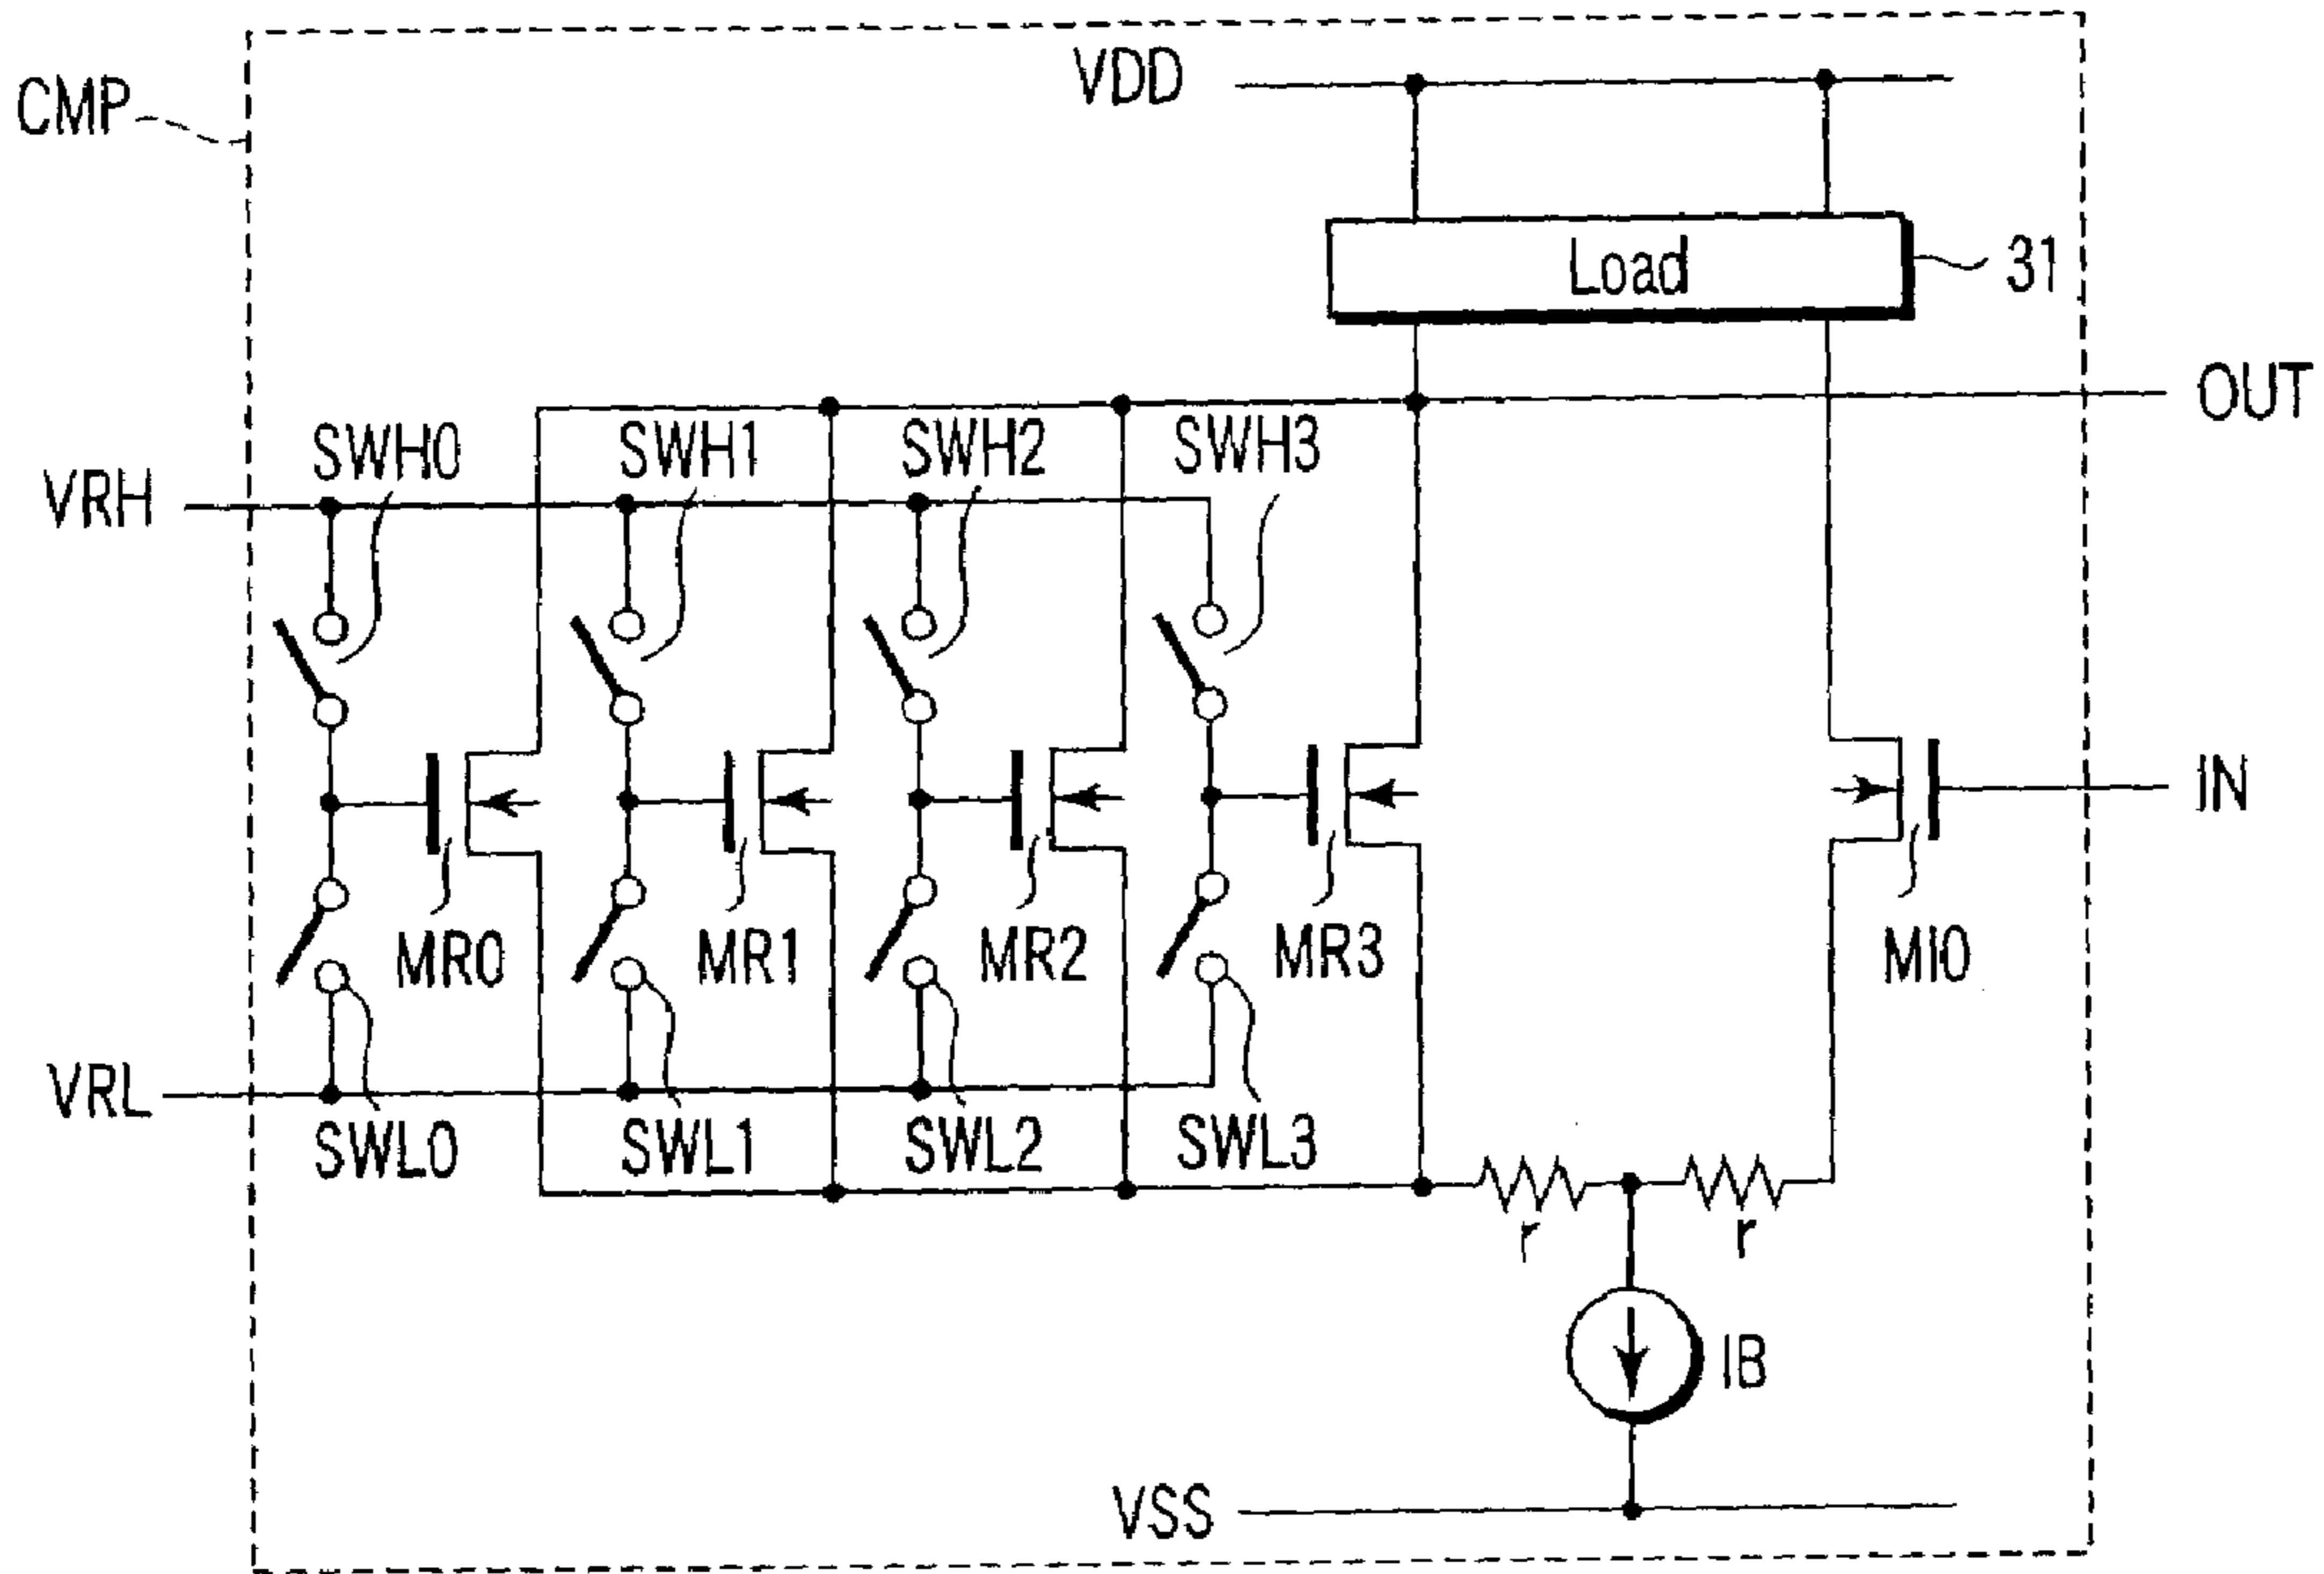 CMP
VDD
Load
31
OUT
SWH0
SWH1
SWH2
SWH3
VRH
IN
MR0
MR1
MR2
MR3
MI0
VRL
SWL0
SWL1
SWL2
SWL3
r
r
IB
VSS